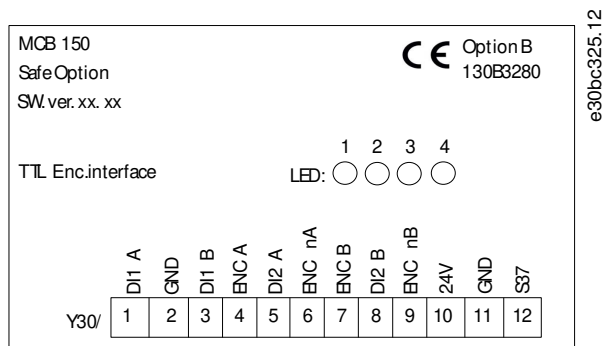 MCB 150
Safe Option
SW. ver. xx. xx
CE Option B
130B3280
e30bc325.12
TTL Enc.interface
LED: 1 2 3 4
DI1 A GND DI1 B ENC A DI2 A ENC nA ENC B DI2 B ENC nB 24V GND S37
Y30/ 1 2 3 4 5 6 7 8 9 10 11 12